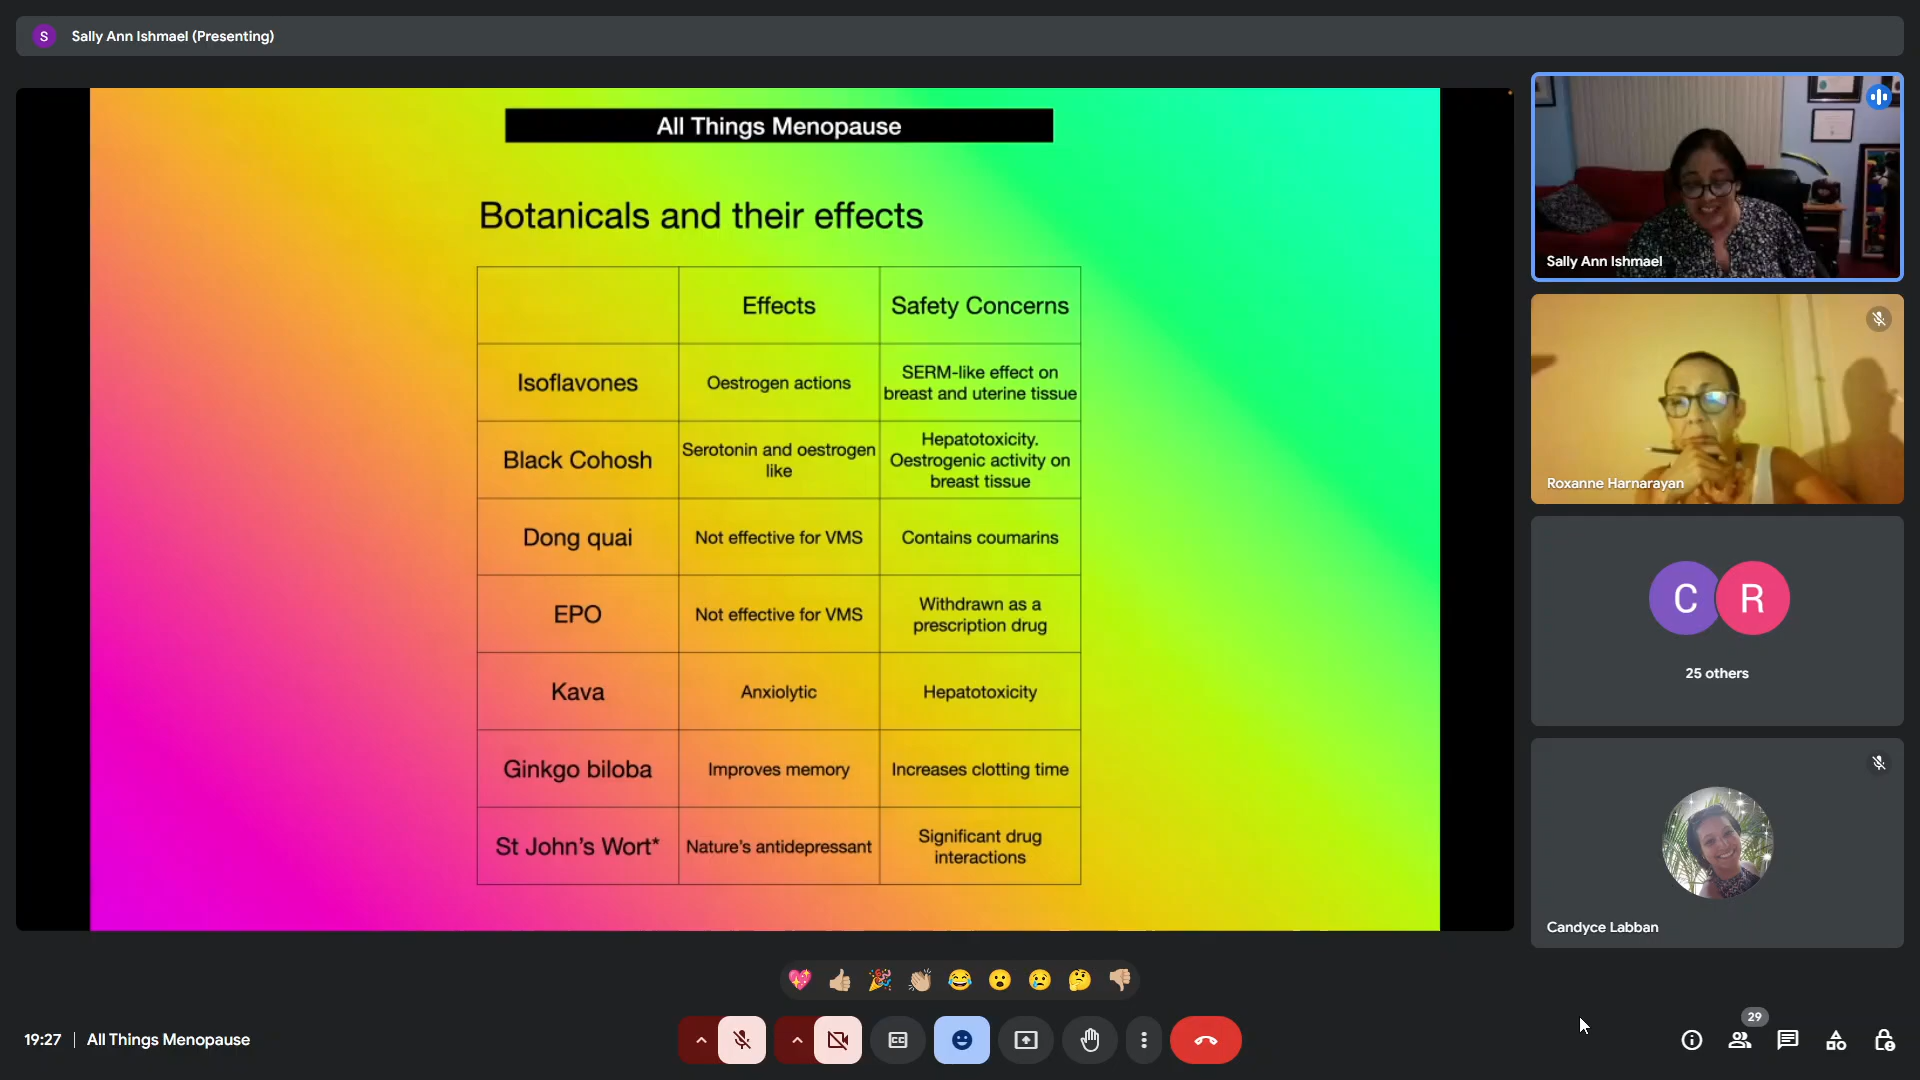 S Sally Ann Ishmael (Presenting)
All Things Menopause
Botanicals and their effects
Effects Safety Concerns
Isoflavones Oestrogen actions SERM-like effect on
breast and uterine tissue
Black Cohosh Serotonin and oestrogen
like Hepatotoxicity.
Oestrogenic activity on
breast tissue
Dong quai Not effective for VMS Contains coumarins
EPO Not effective for VMS Withdrawn as a
prescription drug
Kava Anxiolytic Hepatotoxicity
Ginkgo biloba Improves memory Increases clotting time
St John's Wort* Nature's antidepressant Significant drug
interactions
Sally Ann Ishmael
Roxanne Harnarayan
C R
25 others
Candyce Labban
19:27 | All Things Menopause
CC
29